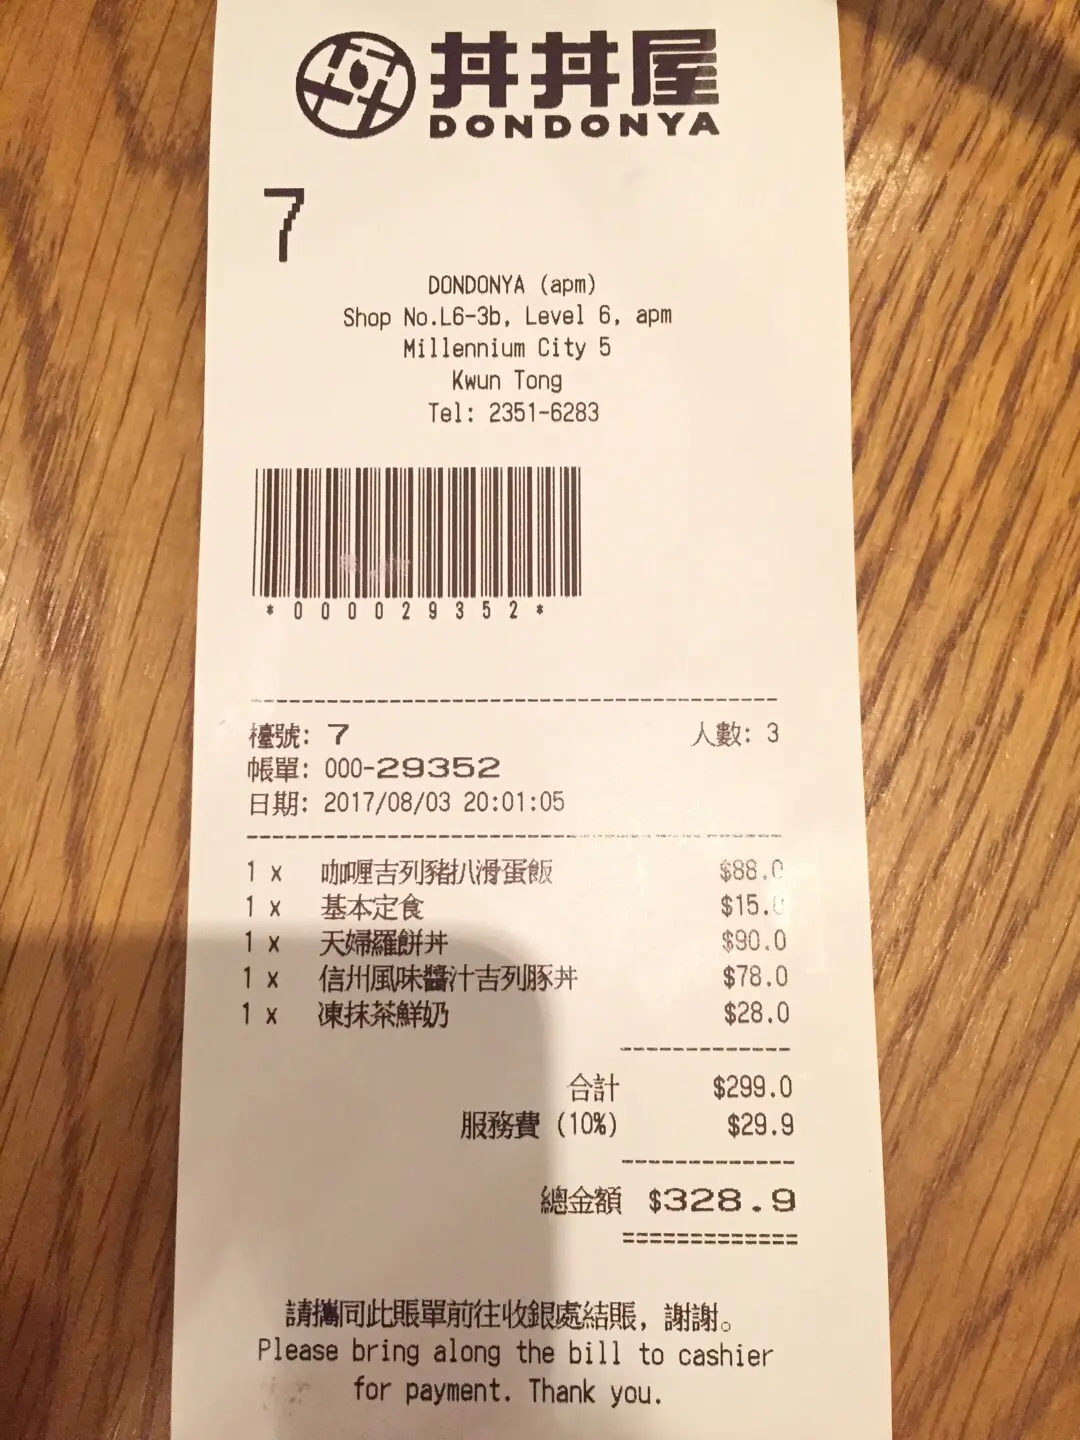 丼丼屋
DONDONYA
7
DONDONYA (apm)
Shop No.L6-3b, Level 6, apm
Millennium City 5
Kwun Tong
Tel: 2351-6283
*000029352*
檯號: 7 人數: 3
帳單: 000-29352
日期: 2017/08/03 20:01:05
1 x 咖喱吉列豬扒滑蛋飯 $88.0
1 x 基本定食 $15.0
1 x 天婦羅餅丼 $90.0
1 x 信州風味醬汁吉列豚丼 $78.0
1 x 凍抹茶鮮奶 $28.0
合計 $299.0
服務費 (10%) $29.9
總金額 $328.9
請攜同此賬單前往收銀處結賬，謝謝。
Please bring along the bill to cashier
for payment. Thank you.